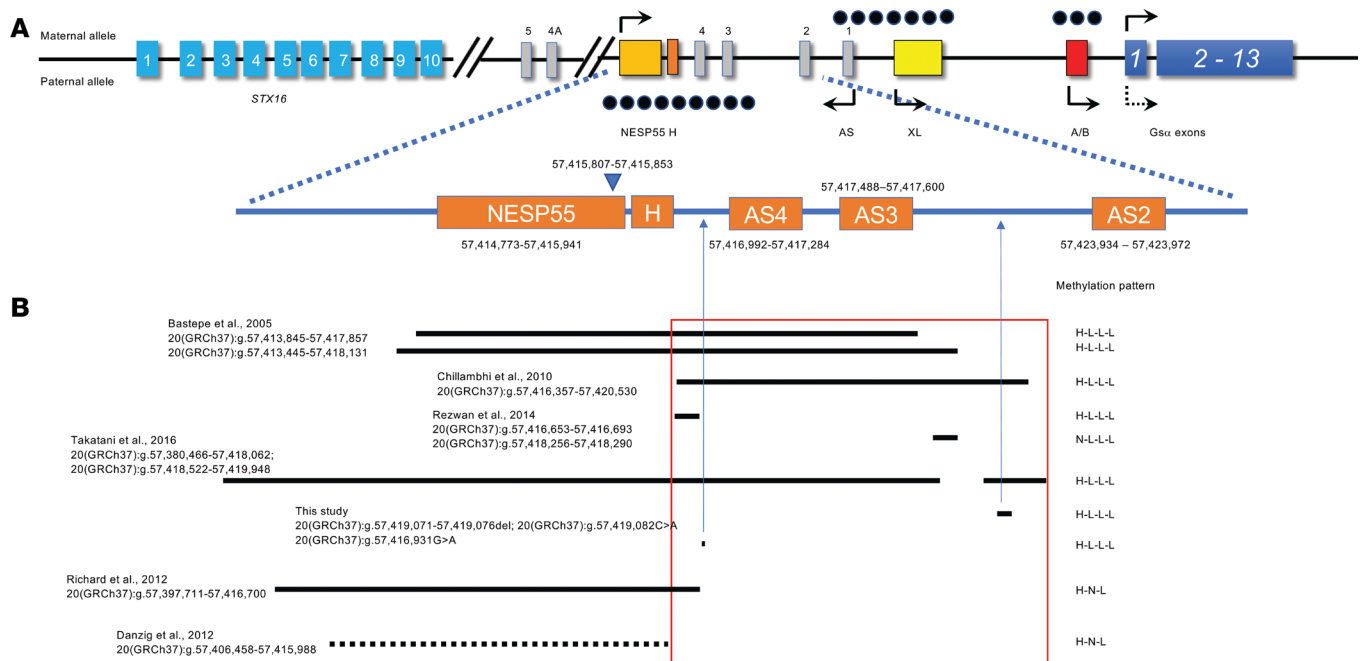 A
Maternal allele
Paternal allele
1 2 3 4 5 6 7 8 9 10
STX16
5 4A
4 3 2 1
1 2 - 13
NESP55 H
AS
XL
A/B
Gsα exons
57,415,807-57,415,853
57,417,488–57,417,600
NESP55 H AS4 AS3 AS2
57,414,773-57,415,941
57,416,992-57,417,284
57,423,934 – 57,423,972
Methylation pattern
B
Bastepe et al., 2005
20(GRCh37):g.57,413,845-57,417,857
H-L-L-L
20(GRCh37):g.57,413,445-57,418,131
H-L-L-L
Chillambhi et al., 2010
20(GRCh37):g.57,416,357-57,420,530
H-L-L-L
Rezwan et al., 2014
20(GRCh37):g.57,416,653-57,416,693
H-L-L-L
20(GRCh37):g.57,418,256-57,418,290
N-L-L-L
Takatani et al., 2016
20(GRCh37):g.57,380,466-57,418,062;
20(GRCh37):g.57,418,522-57,419,948
H-L-L-L
This study
20(GRCh37):g.57,419,071-57,419,076del; 20(GRCh37):g.57,419,082C>A
H-L-L-L
20(GRCh37):g.57,416,931G>A
H-L-L-L
Richard et al., 2012
20(GRCh37):g.57,397,711-57,416,700
H-N-L
Danzig et al., 2012
20(GRCh37):g.57,406,458-57,415,988
H-N-L